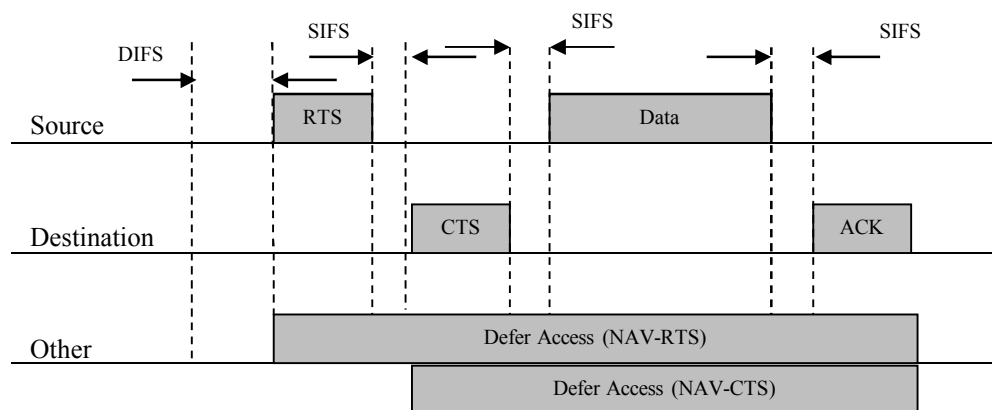 SIFS
SIFS
SIFS
DIFS
Source
RTS
Data
Destination
CTS
ACK
Other
Defer Access (NAV-RTS)
Defer Access (NAV-CTS)